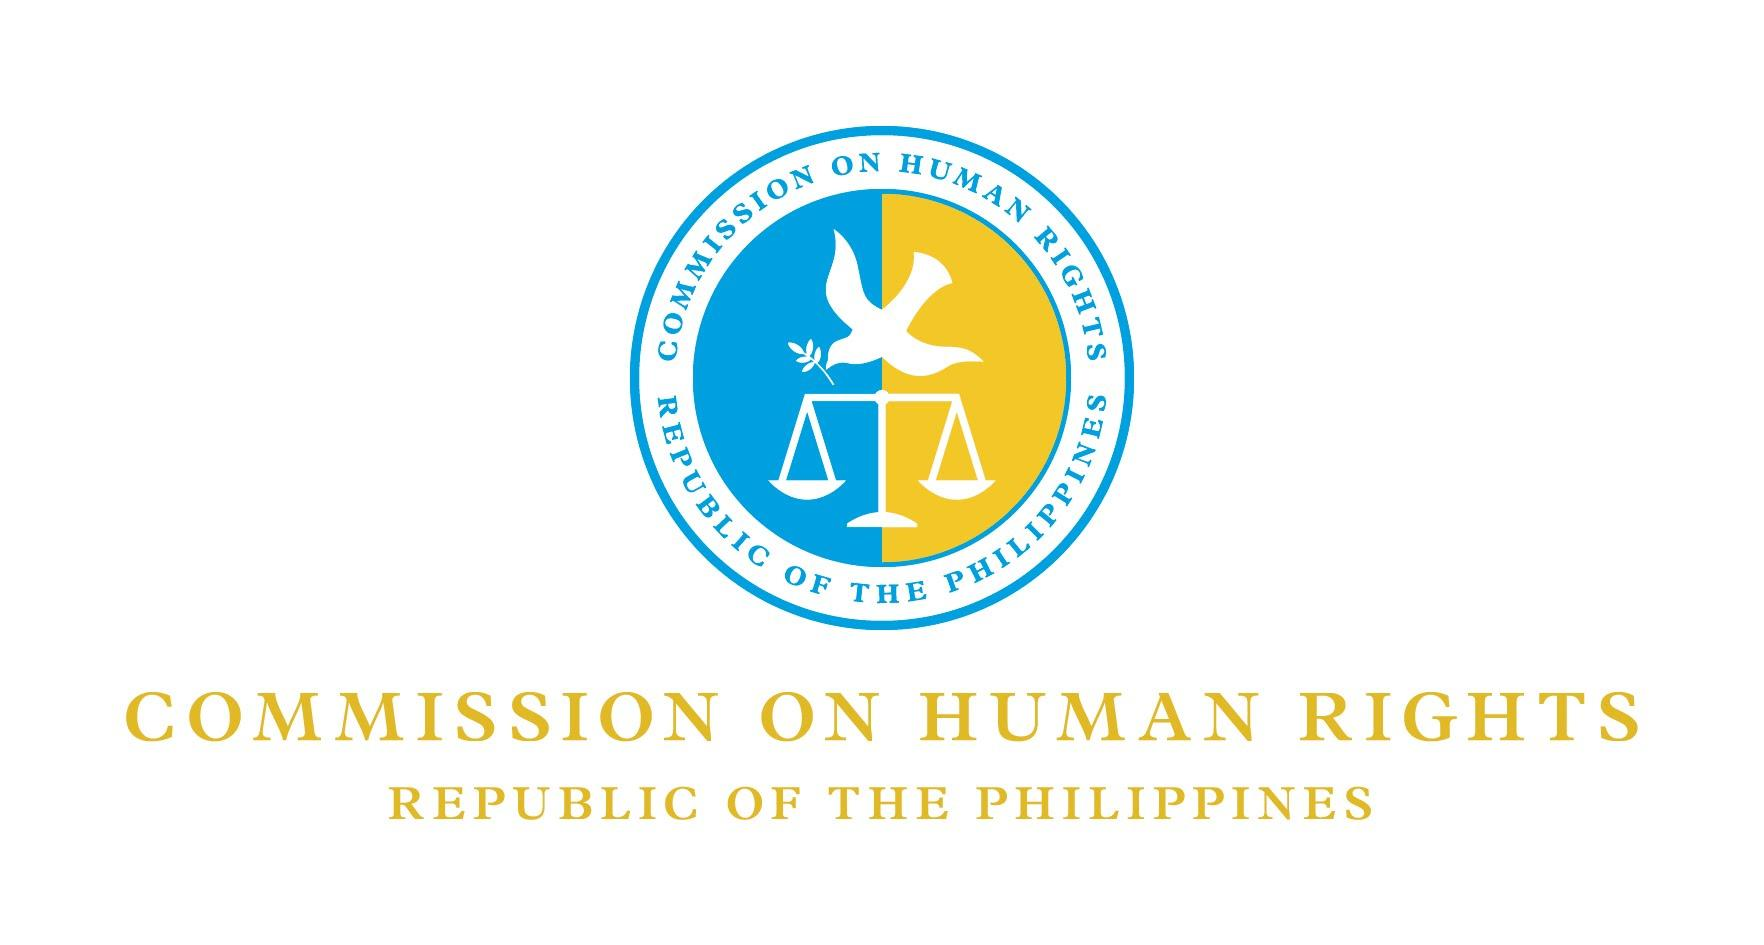 COMMISSION ON HUMAN RIGHTS
REPUBLIC OF THE PHILIPPINES
COMMISSION ON HUMAN RIGHTS
REPUBLIC OF THE PHILIPPINES